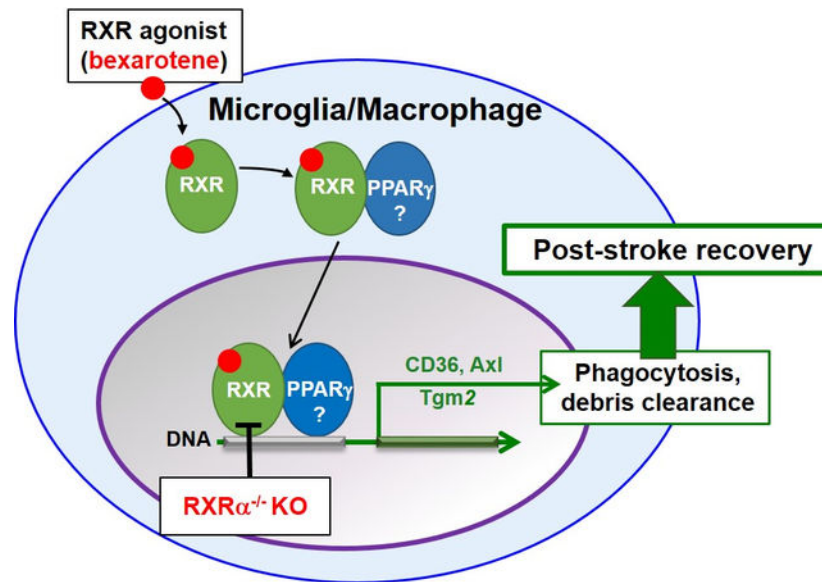 RXR agonist
(bexarotene)
Microglia/Macrophage
RXR
RXR
PPARγ
?
Post-stroke recovery
RXR
PPARγ
?
CD36, Axl
Tgm2
Phagocytosis,
debris clearance
DNA
RXRα-/- KO